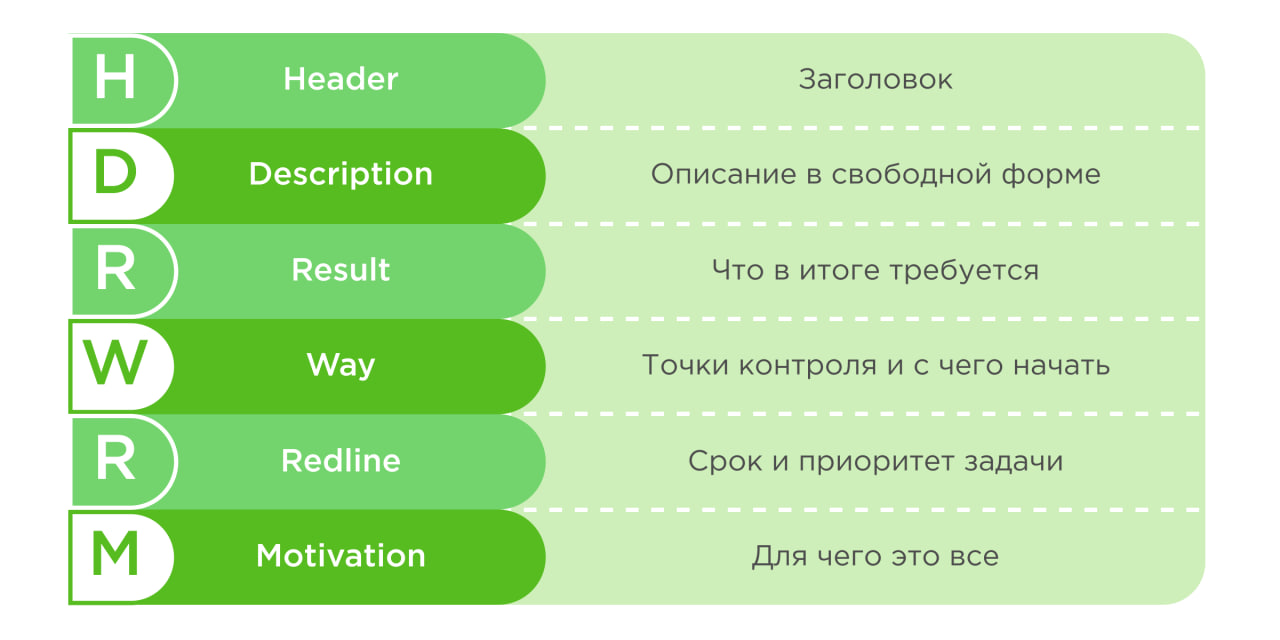 H Header Заголовок
D Description Описание в свободной форме
R Result Что в итоге требуется
W Way Точки контроля и с чего начать
R Redline Срок и приоритет задачи
M Motivation Для чего это все